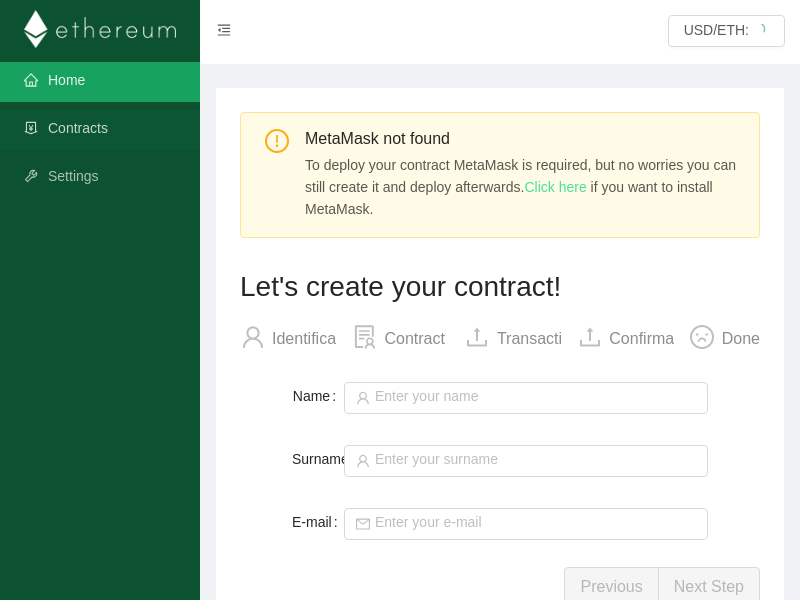 ethereum
USD/ETH:
Home
Contracts
Settings
MetaMask not found
To deploy your contract MetaMask is required, but no worries you can
still create it and deploy afterwards.Click here if you want to install
MetaMask.
Let's create your contract!
Identifica
Contract
Transacti
Confirma
Done
Name :
Enter your name
Surname
Enter your surname
E-mail :
Enter your e-mail
Previous
Next Step